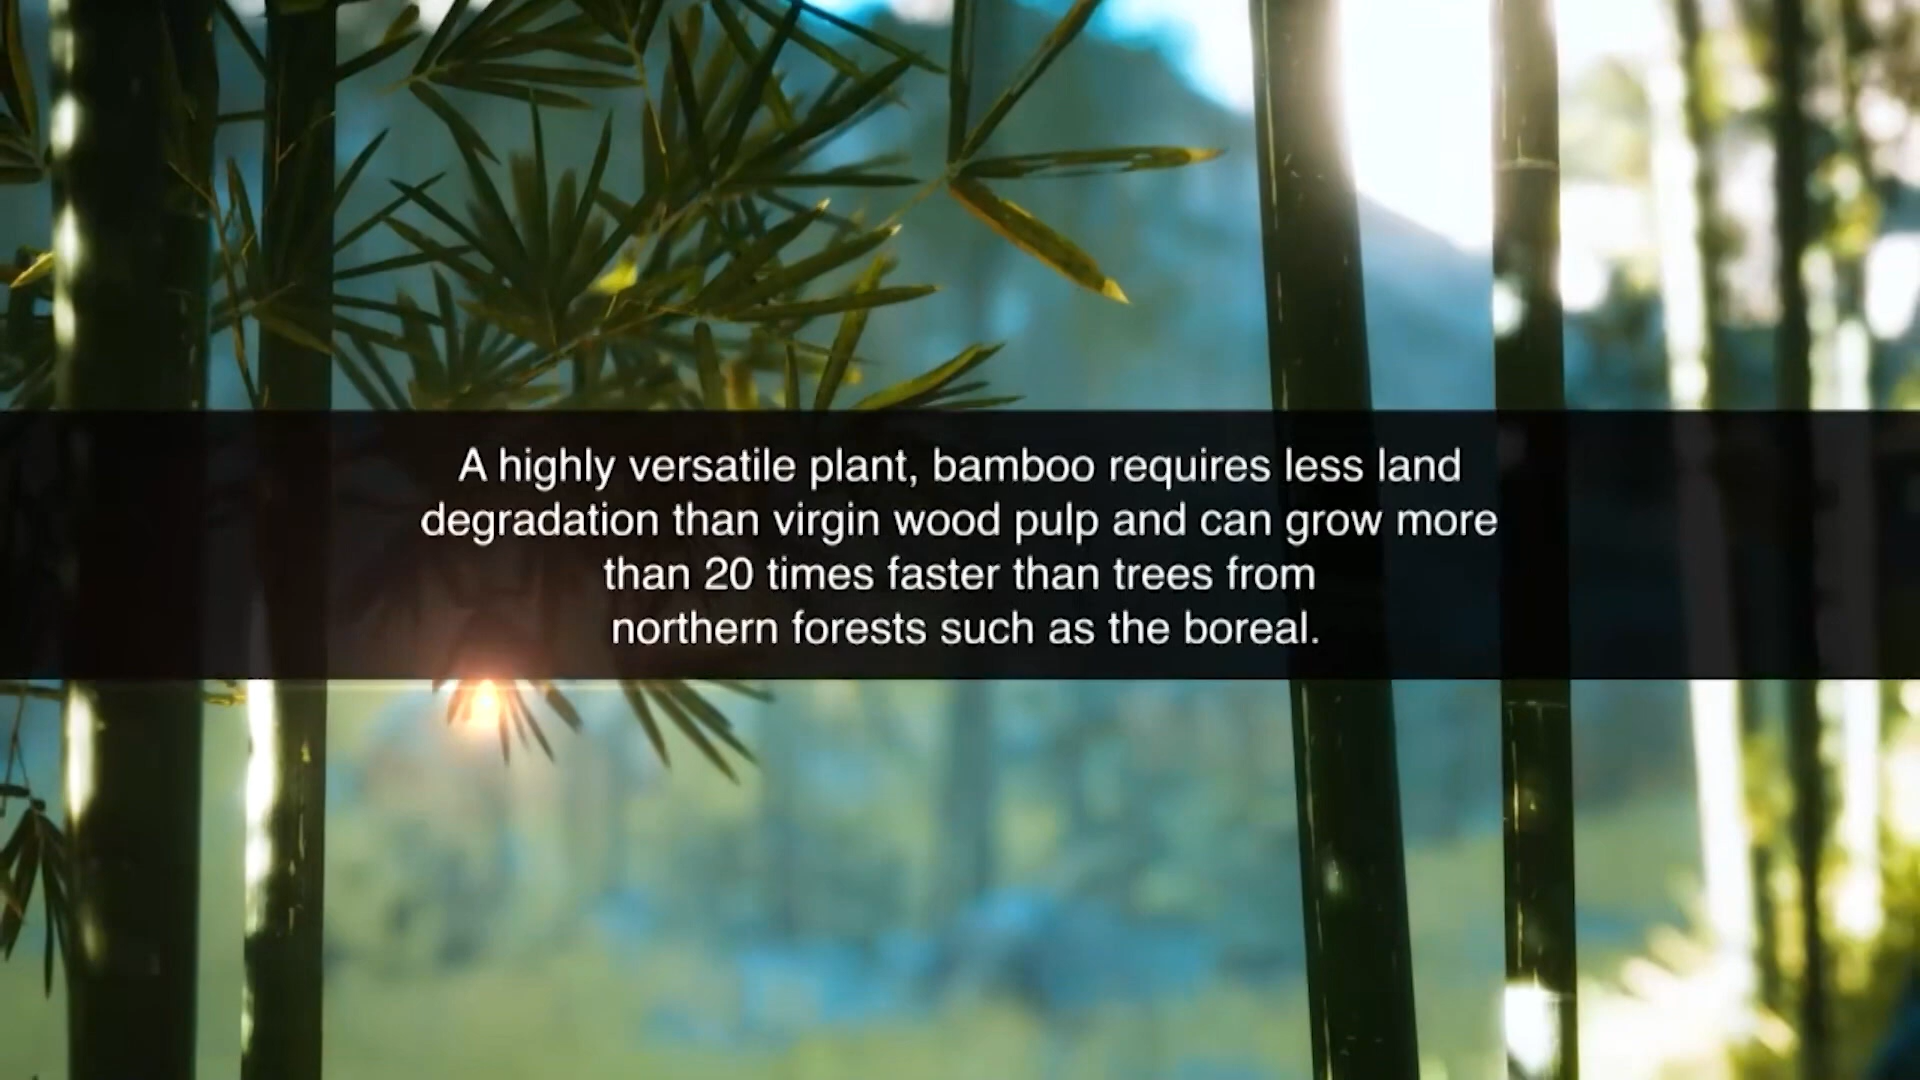 A highly versatile plant, bamboo requires less land
degradation than virgin wood pulp and can grow more
than 20 times faster than trees from
northern forests such as the boreal.